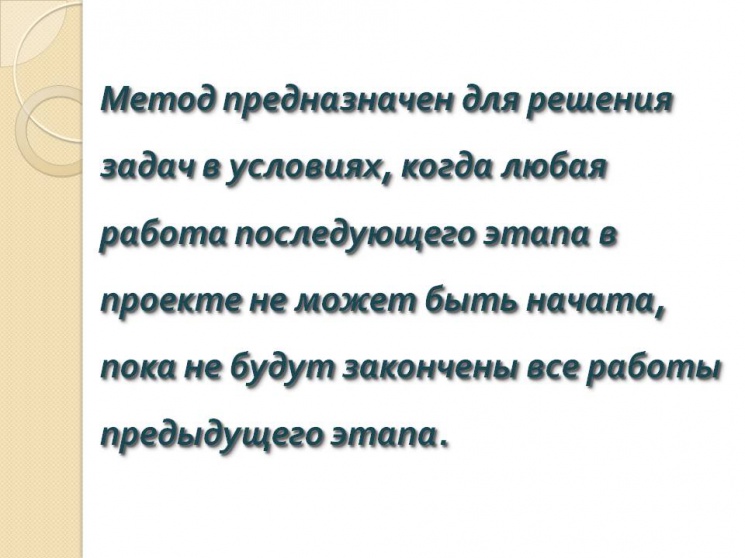 Метод предназначен для решения
задач в условиях, когда любая
работа последующего этапа в
проекте не может быть начата,
пока не будут закончены все работы
предыдущего этапа.